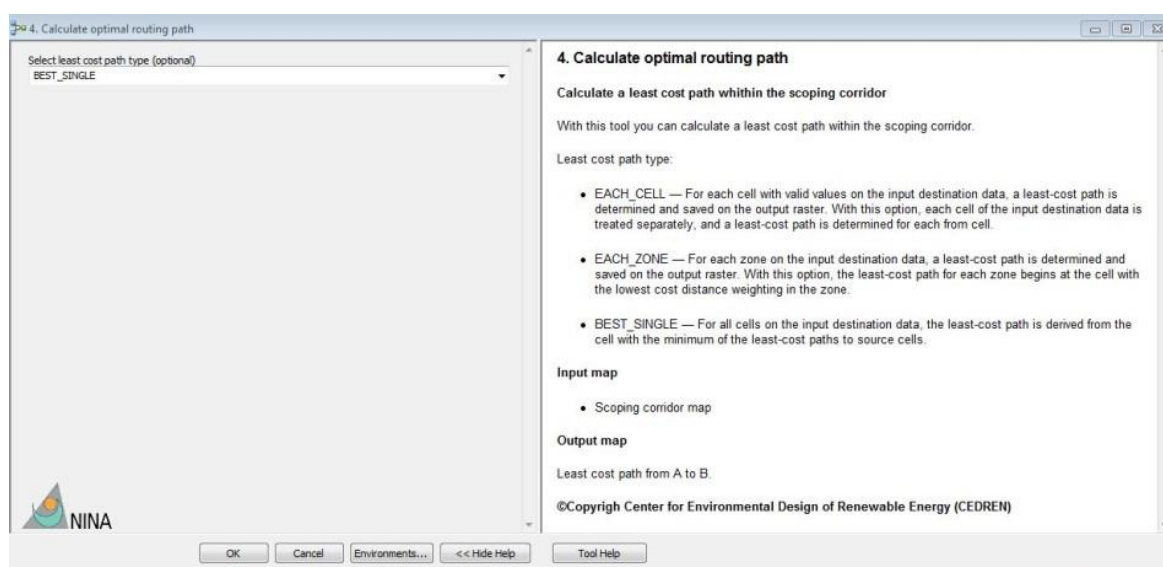 4. Calculate optimal routing path
Select least cost path type (optional)
BEST_SINGLE
4. Calculate optimal routing path
Calculate a least cost path whithin the scoping corridor
With this tool you can calculate a least cost path within the scoping corridor.
Least cost path type:
• EACH_CELL — For each cell with valid values on the input destination data, a least-cost path is
determined and saved on the output raster. With this option, each cell of the input destination data is
treated separately, and a least-cost path is determined for each from cell.
• EACH_ZONE — For each zone on the input destination data, a least-cost path is determined and
saved on the output raster. With this option, the least-cost path for each zone begins at the cell with
the lowest cost distance weighting in the zone.
• BEST_SINGLE — For all cells on the input destination data, the least-cost path is derived from the
cell with the minimum of the least-cost paths to source cells.
Input map
• Scoping corridor map
Output map
Least cost path from A to B.
©Copyrigh Center for Environmental Design of Renewable Energy (CEDREN)
NINA
OK
Cancel
Environments...
<< Hide Help
Tool Help